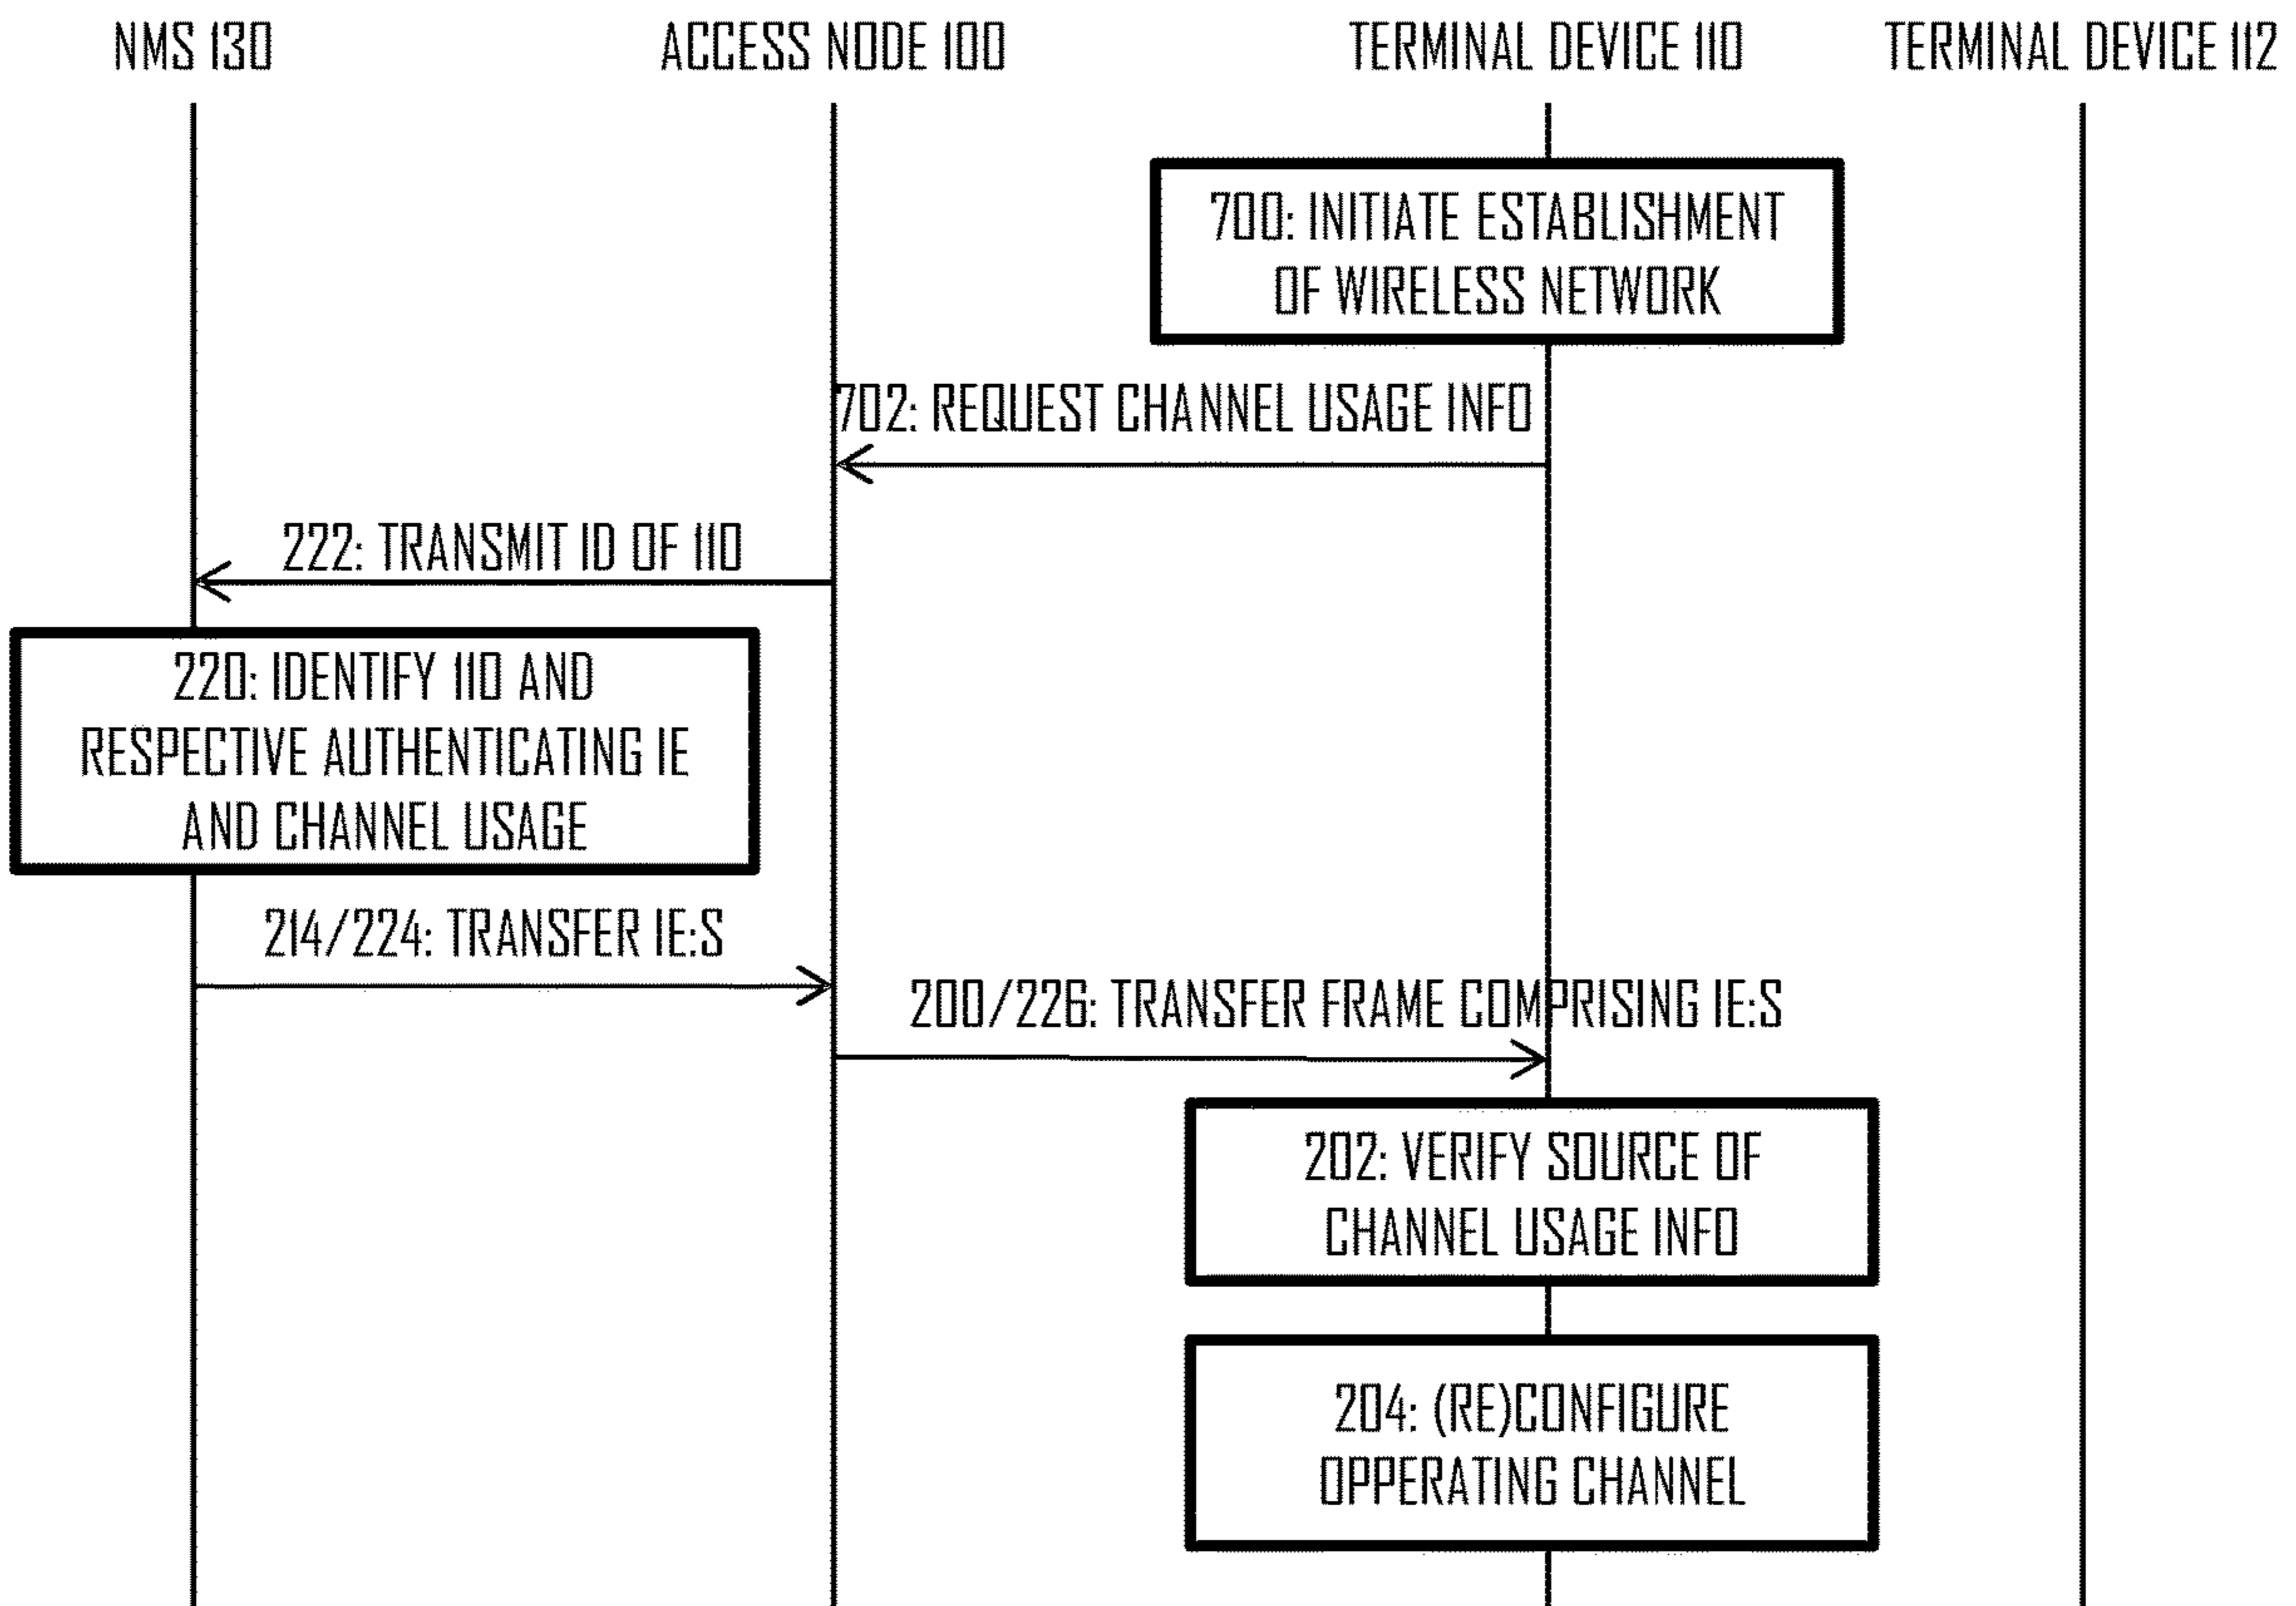 NMS 130
ACCESS NODE 100
TERMINAL DEVICE 110
TERMINAL DEVICE 112
700: INITIATE ESTABLISHMENT
OF WIRELESS NETWORK
702: REQUEST CHANNEL USAGE INFO
222: TRANSMIT ID OF 110
220: IDENTIFY 110 AND
RESPECTIVE AUTHENTICATING IE
AND CHANNEL USAGE
214/224: TRANSFER IE:S
200/226: TRANSFER FRAME COMPRISING IE:S
202: VERIFY SOURCE OF
CHANNEL USAGE INFO
204: (RE)CONFIGURE
OPPERATING CHANNEL